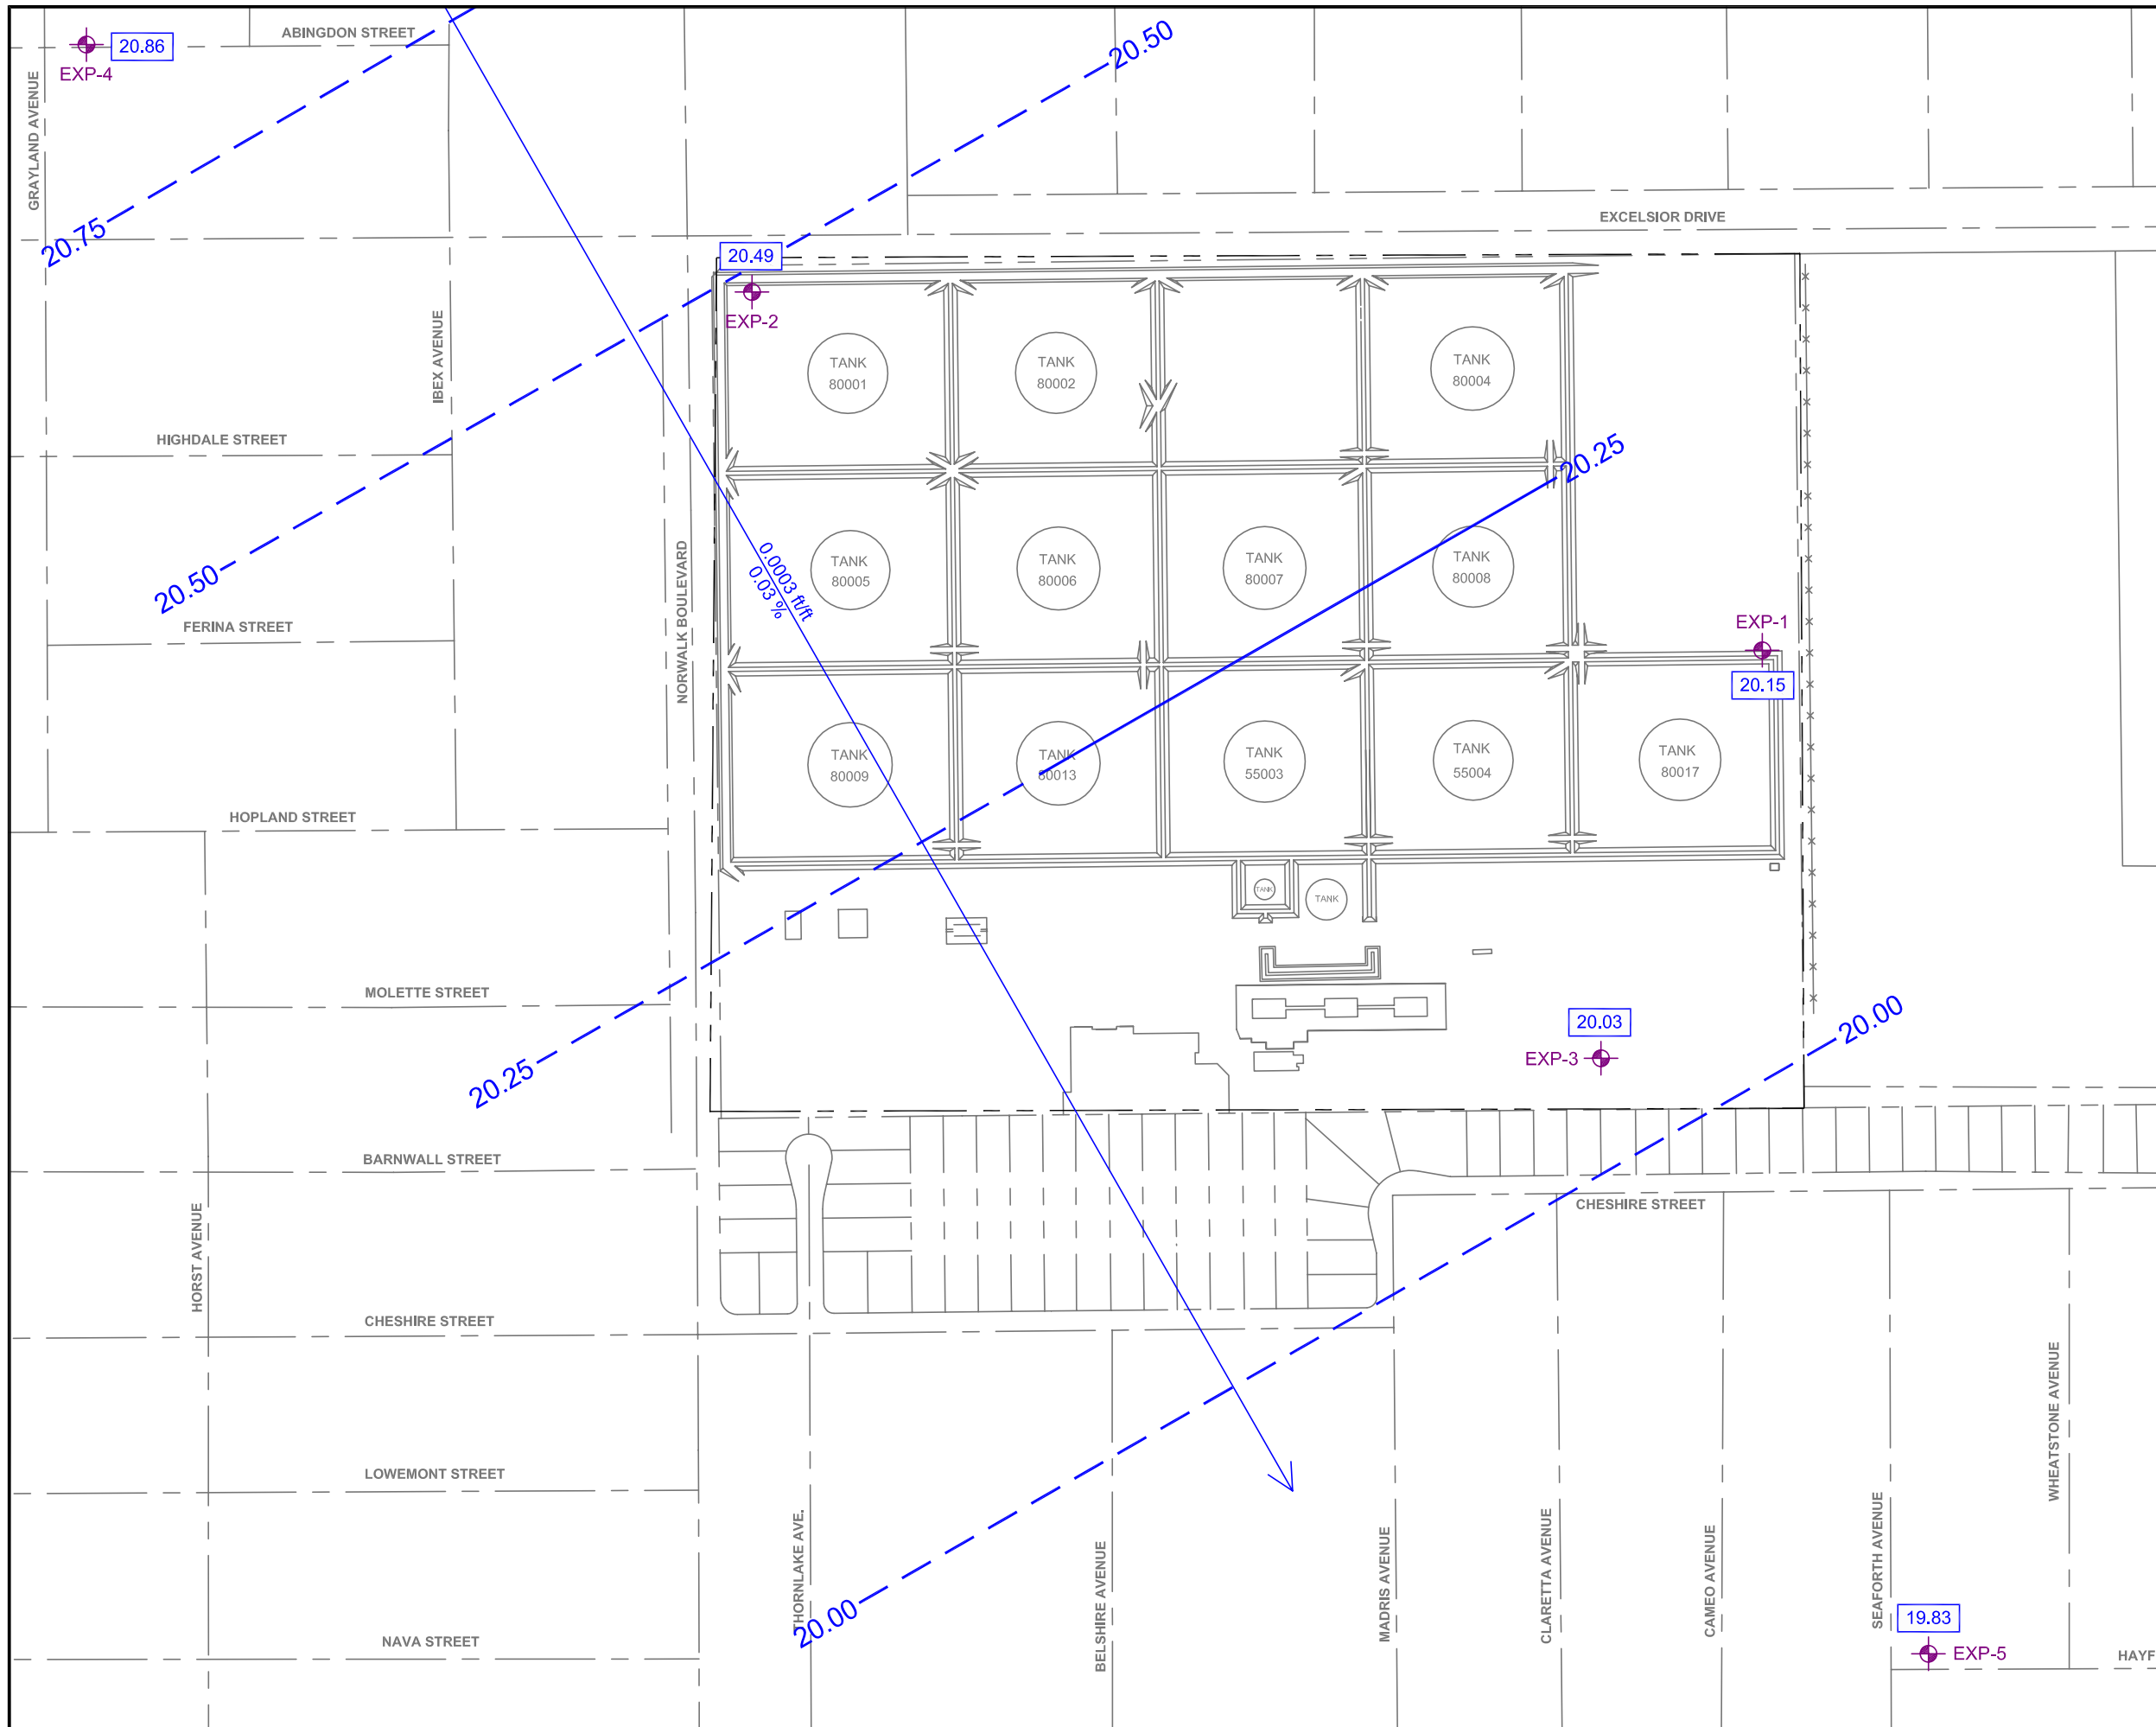 ABINGDON STREET
20.86
EXP-4
GRAYLAND AVENUE
20.50
20.75
EXCELSIOR DRIVE
20.49
EXP-2
IBEX AVENUE
TANK
80001
TANK
80002
TANK
80004
HIGHDALE STREET
20.25
NORWALK BOULEVARD
0.0003 ft/ft
0.03 %
TANK
80005
TANK
80006
TANK
80007
TANK
80008
20.50
FERINA STREET
EXP-1
20.15
TANK
80009
TANK
80013
TANK
55003
TANK
55004
TANK
80017
HOPLAND STREET
TANK
TANK
MOLETTE STREET
20.03
EXP-3
20.00
20.25
BARNWALL STREET
CHESHIRE STREET
HORST AVENUE
CHESHIRE STREET
WHEATSTONE AVENUE
LOWEMONT STREET
THORNLAKE AVE.
BELSHIRE AVENUE
MADRIS AVENUE
CLARETTA AVENUE
CAMEO AVENUE
SEAFORTH AVENUE
20.00
19.83
NAVA STREET
EXP-5
HAYF